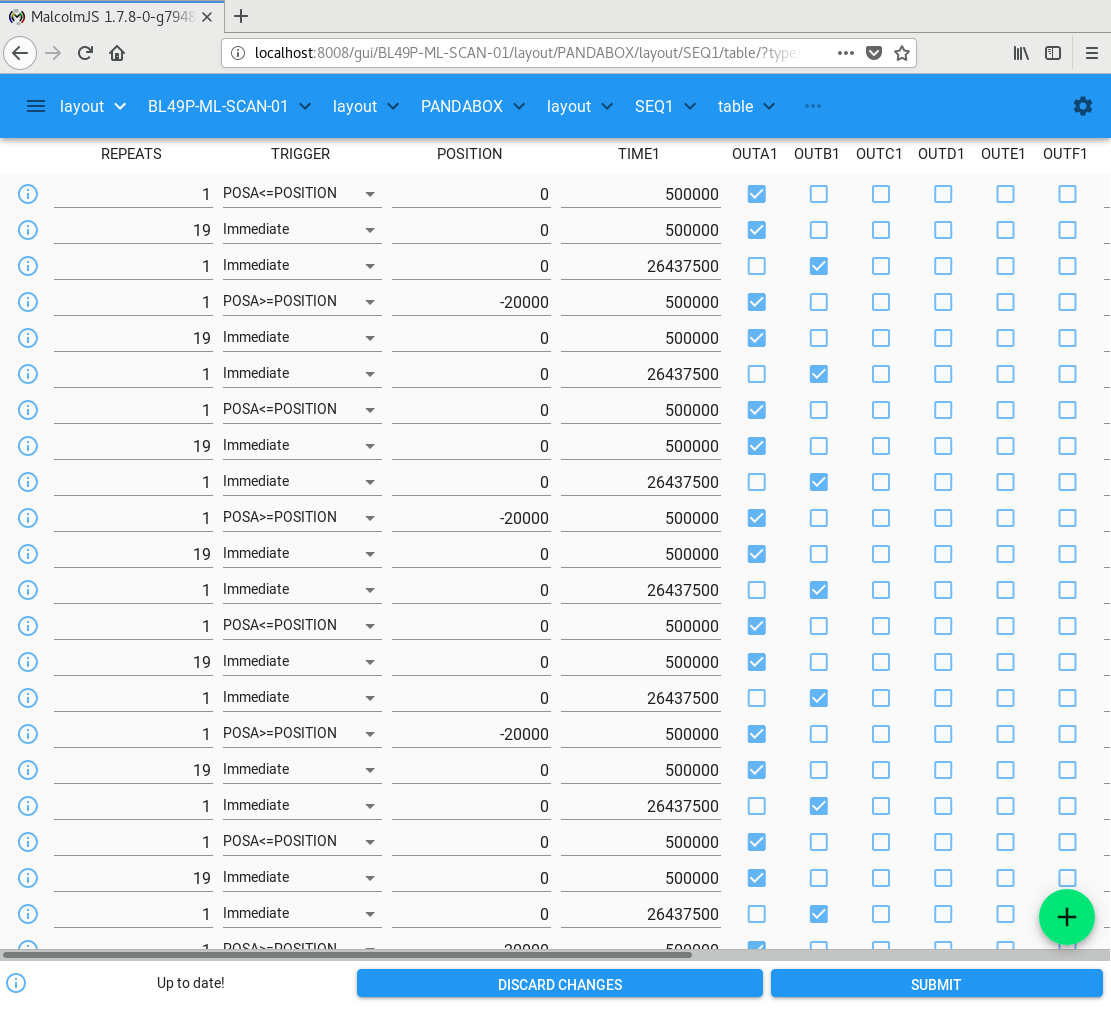 MalcolmJS 1.7.8-0-g7948
localhost:8008/gui/BL49P-ML-SCAN-01/layout/PANDABOX/layout/SEQ1/table/?type
layout BL49P-ML-SCAN-01 layout PANDABOX layout SEQ1 table
REPEATS TRIGGER POSITION TIME1 OUTA1 OUTB1 OUTC1 OUTD1 OUTE1 OUTF1
1 POSA<=POSITION 0 500000
19 Immediate 0 500000
1 Immediate 0 26437500
1 POSA>=POSITION -20000 500000
19 Immediate 0 500000
1 Immediate 0 26437500
1 POSA<=POSITION 0 500000
19 Immediate 0 500000
1 Immediate 0 26437500
1 POSA>=POSITION -20000 500000
19 Immediate 0 500000
1 Immediate 0 26437500
1 POSA<=POSITION 0 500000
19 Immediate 0 500000
1 Immediate 0 26437500
1 POSA>=POSITION -20000 500000
19 Immediate 0 500000
1 Immediate 0 26437500
1 POSA<=POSITION 0 500000
19 Immediate 0 500000
1 Immediate 0 26437500
1 POSA>=POSITION -20000 500000
Up to date! DISCARD CHANGES SUBMIT